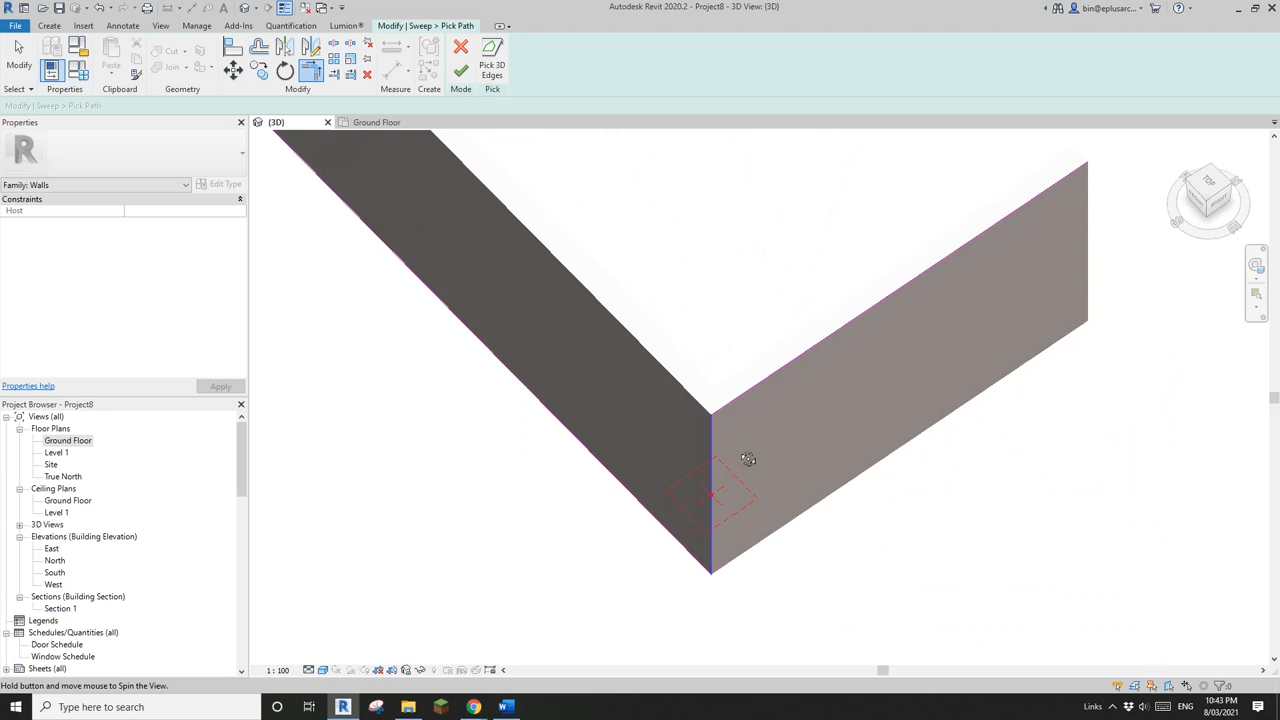 Autodesk Revit 2020.2 - Project8 - 3D View: {3D}
bin@eplusarc...
File Create Annotate View Manage Add-Ins Quantification Lumion® Modify | Sweep > Pick Path
Modify
Paste
Cut
Join
Pick 3D
Edges
Select Properties Clipboard Geometry Modify Measure Create Mode Pick
Modify | Sweep > Pick Path
Properties
{3D}
Ground Floor
R
Family: Walls
Edit Type
Constraints
Host
Properties help
Apply
Project Browser - Project8
Views (all)
Floor Plans
Ground Floor
Level 1
Site
True North
Ceiling Plans
Ground Floor
Level 1
3D Views
Elevations (Building Elevation)
East
North
South
West
Sections (Building Section)
Section 1
Legends
Schedules/Quantities (all)
Door Schedule
Window Schedule
Sheets (all)
TOP
1 : 100
Hold button and move mouse to Spin the View.
:0
Type here to search
Links
ENG
10:43 PM
8/03/2021